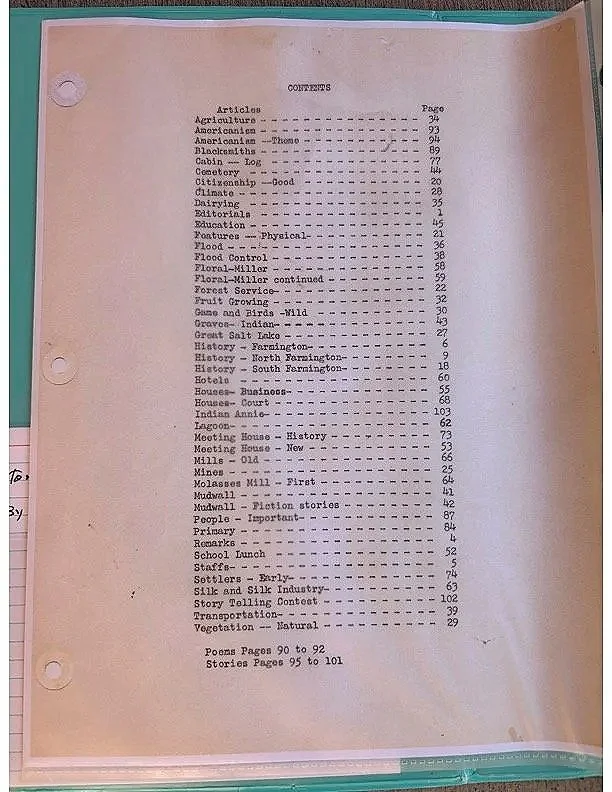 CONTENTS
Articles Page
Agriculture - - - - - - - - - - - - - - - - - 34
Americanism - - - - - - - - - - - - - - - - - 93
Americanism --Theme - - - - - - - - - - - - - 94
Blacksmiths - - - - - - - - - - - - - - - - - 89
Cabin -- Log - - - - - - - - - - - - - - - - 77
Cemetery - - - - - - - - - - - - - - - - - - 44
Citizenship --Good - - - - - - - - - - - - - 20
Climate - - - - - - - - - - - - - - - - - - - 28
Dairying - - - - - - - - - - - - - - - - - - 35
Editorials - - - - - - - - - - - - - - - - - 1
Education - - - - - - - - - - - - - - - - - - 45
Features -- Physical- - - - - - - - - - - - - 21
Flood - - - - - - - - - - - - - - - - - - - - 36
Flood Control - - - - - - - - - - - - - - - - 38
Floral-Miller - - - - - - - - - - - - - - - - 58
Floral-Miller continued - - - - - - - - - - - 59
Forest Service- - - - - - - - - - - - - - - - 22
Fruit Growing - - - - - - - - - - - - - - - - 32
Game and Birds -Wild - - - - - - - - - - - - 30
Graves- Indian- - - - - - - - - - - - - - - - 43
Great Salt Lake - - - - - - - - - - - - - - - 27
History - Farmington- - - - - - - - - - - - - 6
History - North Farmington- - - - - - - - - - 9
History - South Farmington- - - - - - - - - - 18
Hotels - - - - - - - - - - - - - - - - - - - 60
Houses- Business- - - - - - - - - - - - - - - 55
Houses- Court - - - - - - - - - - - - - - - - 68
Indian Annie- - - - - - - - - - - - - - - - - 103
Lagoon- - - - - - - - - - - - - - - - - - - - 62
Meeting House - History - - - - - - - - - - - 73
Meeting House - New - - - - - - - - - - - - - 53
Mills - Old - - - - - - - - - - - - - - - - - 66
Mines - - - - - - - - - - - - - - - - - - - - 25
Molasses Mill - First - - - - - - - - - - - - 64
Mudwall - - - - - - - - - - - - - - - - - - - 41
Mudwall - Fiction stories - - - - - - - - - - 42
People - Important- - - - - - - - - - - - - - 87
Primary - - - - - - - - - - - - - - - - - - - 84
Remarks - - - - - - - - - - - - - - - - - - - 4
School Lunch - - - - - - - - - - - - - - - - 52
Staffs- - - - - - - - - - - - - - - - - - - - 5
Settlers - Early- - - - - - - - - - - - - - - 74
Silk and Silk Industry- - - - - - - - - - - - 63
Story Telling Contest - - - - - - - - - - - - 102
Transportation- - - - - - - - - - - - - - - - 39
Vegetation -- Natural - - - - - - - - - - - - 29
Poems Pages 90 to 92
Stories Pages 95 to 101